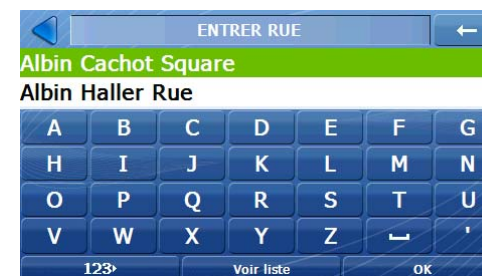 ENTRER RUE
Albin Cachot Square
Albin Haller Rue
A B C D E F G
H I J K L M N
O P Q R S T U
V W X Y Z '
123 Voir liste OK